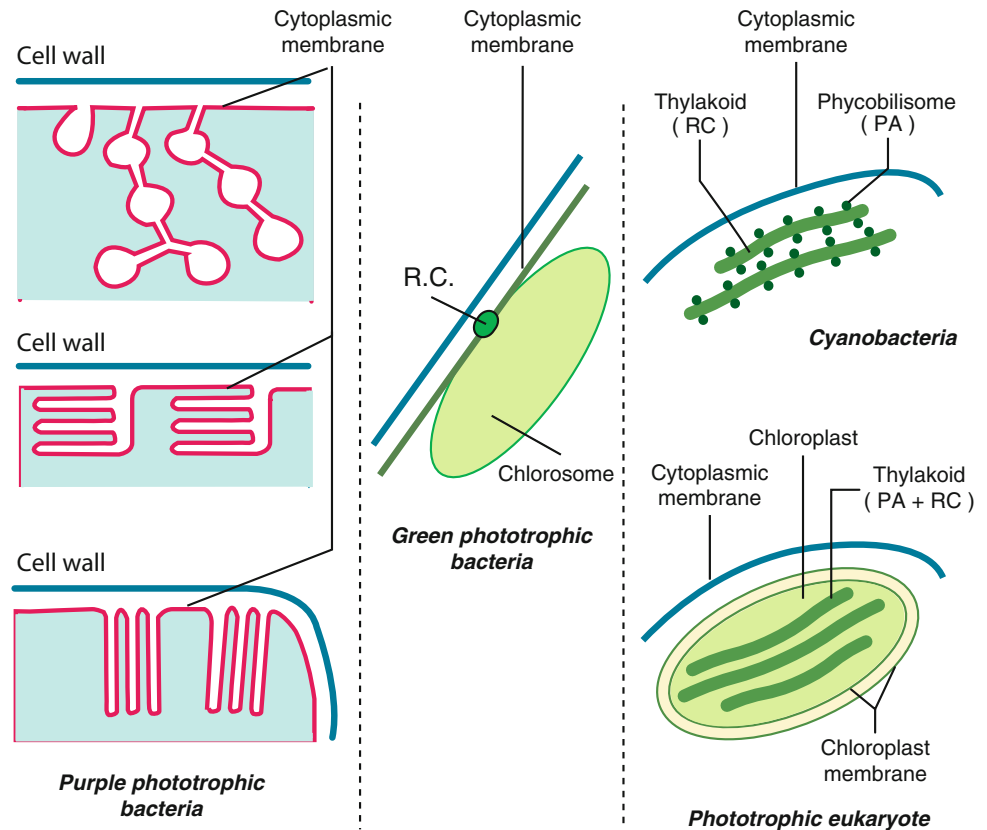 Cytoplasmic
membrane
Cell wall
Cell wall
Cell wall
Purple phototrophic
bacteria
Cytoplasmic
membrane
R.C.
Chlorosome
Green phototrophic
bacteria
Cytoplasmic
membrane
Thylakoid
( RC )
Phycobilisome
( PA )
Cyanobacteria
Chloroplast
Cytoplasmic
membrane
Thylakoid
( PA + RC )
Chloroplast
membrane
Phototrophic eukaryote